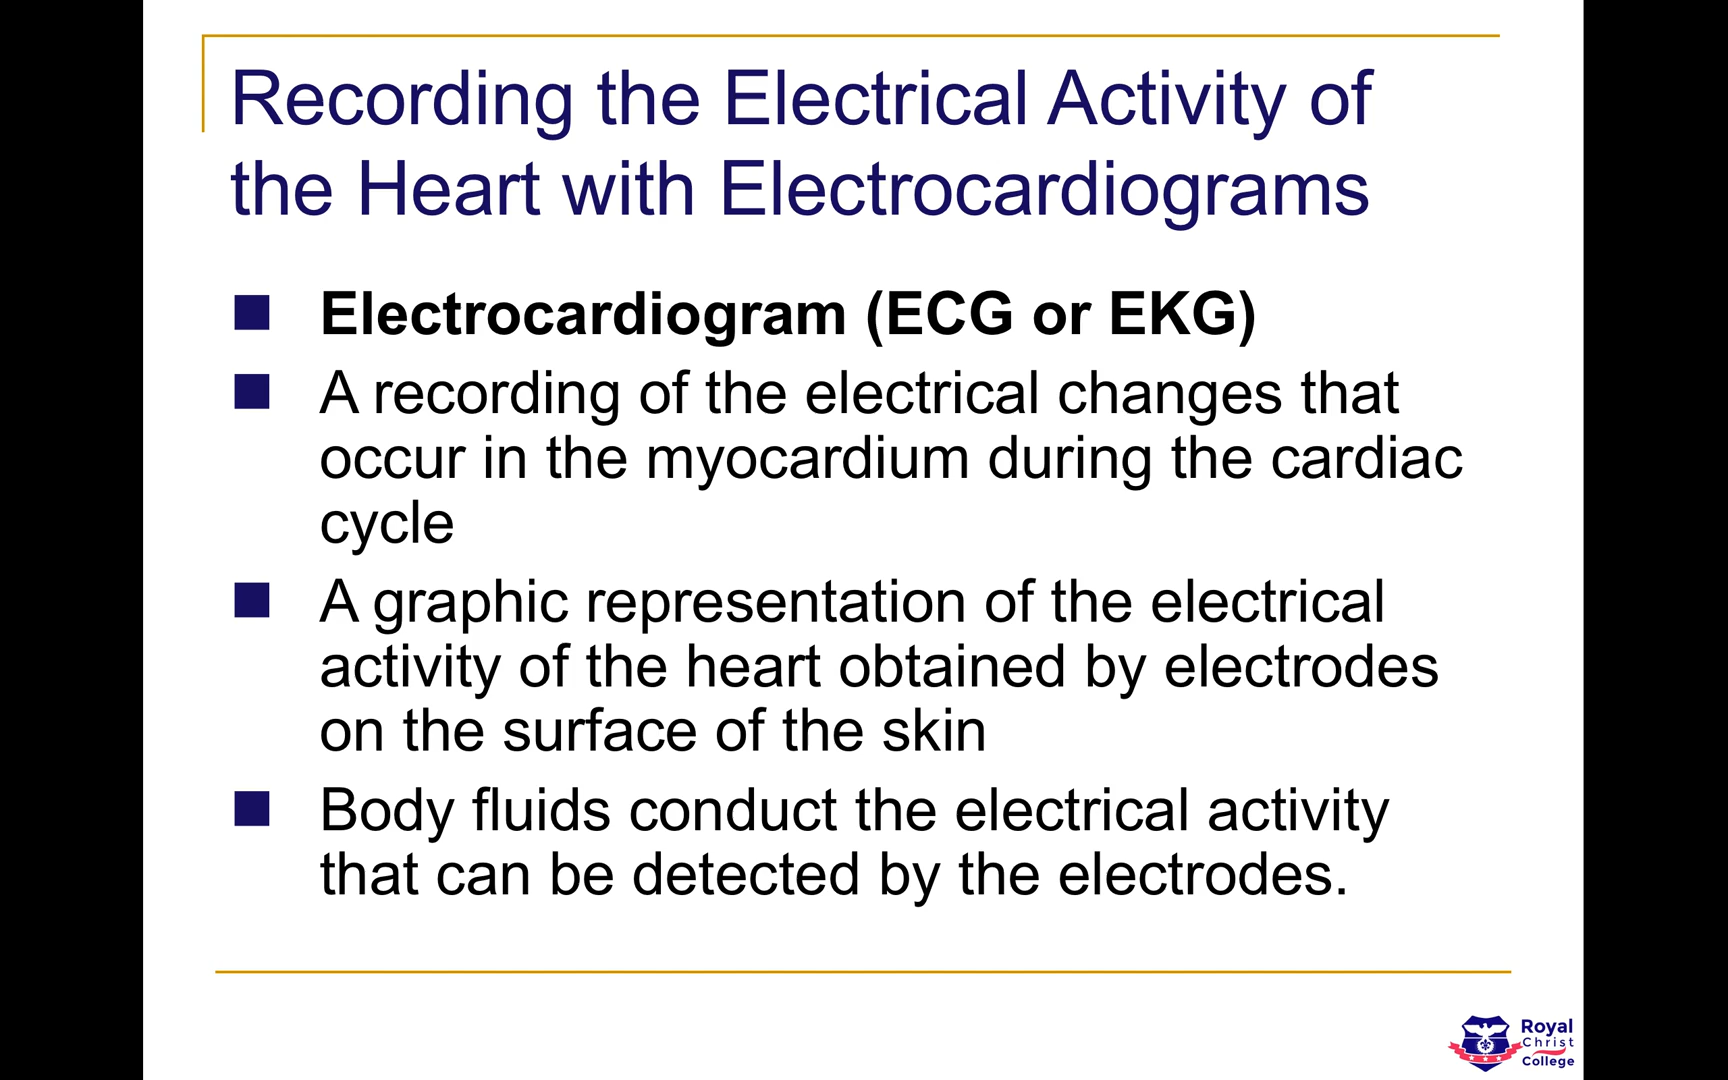 Recording the Electrical Activity of
the Heart with Electrocardiograms
Electrocardiogram (ECG or EKG)
A recording of the electrical changes that
occur in the myocardium during the cardiac
cycle
A graphic representation of the electrical
activity of the heart obtained by electrodes
on the surface of the skin
Body fluids conduct the electrical activity
that can be detected by the electrodes.
Royal
Christ
College